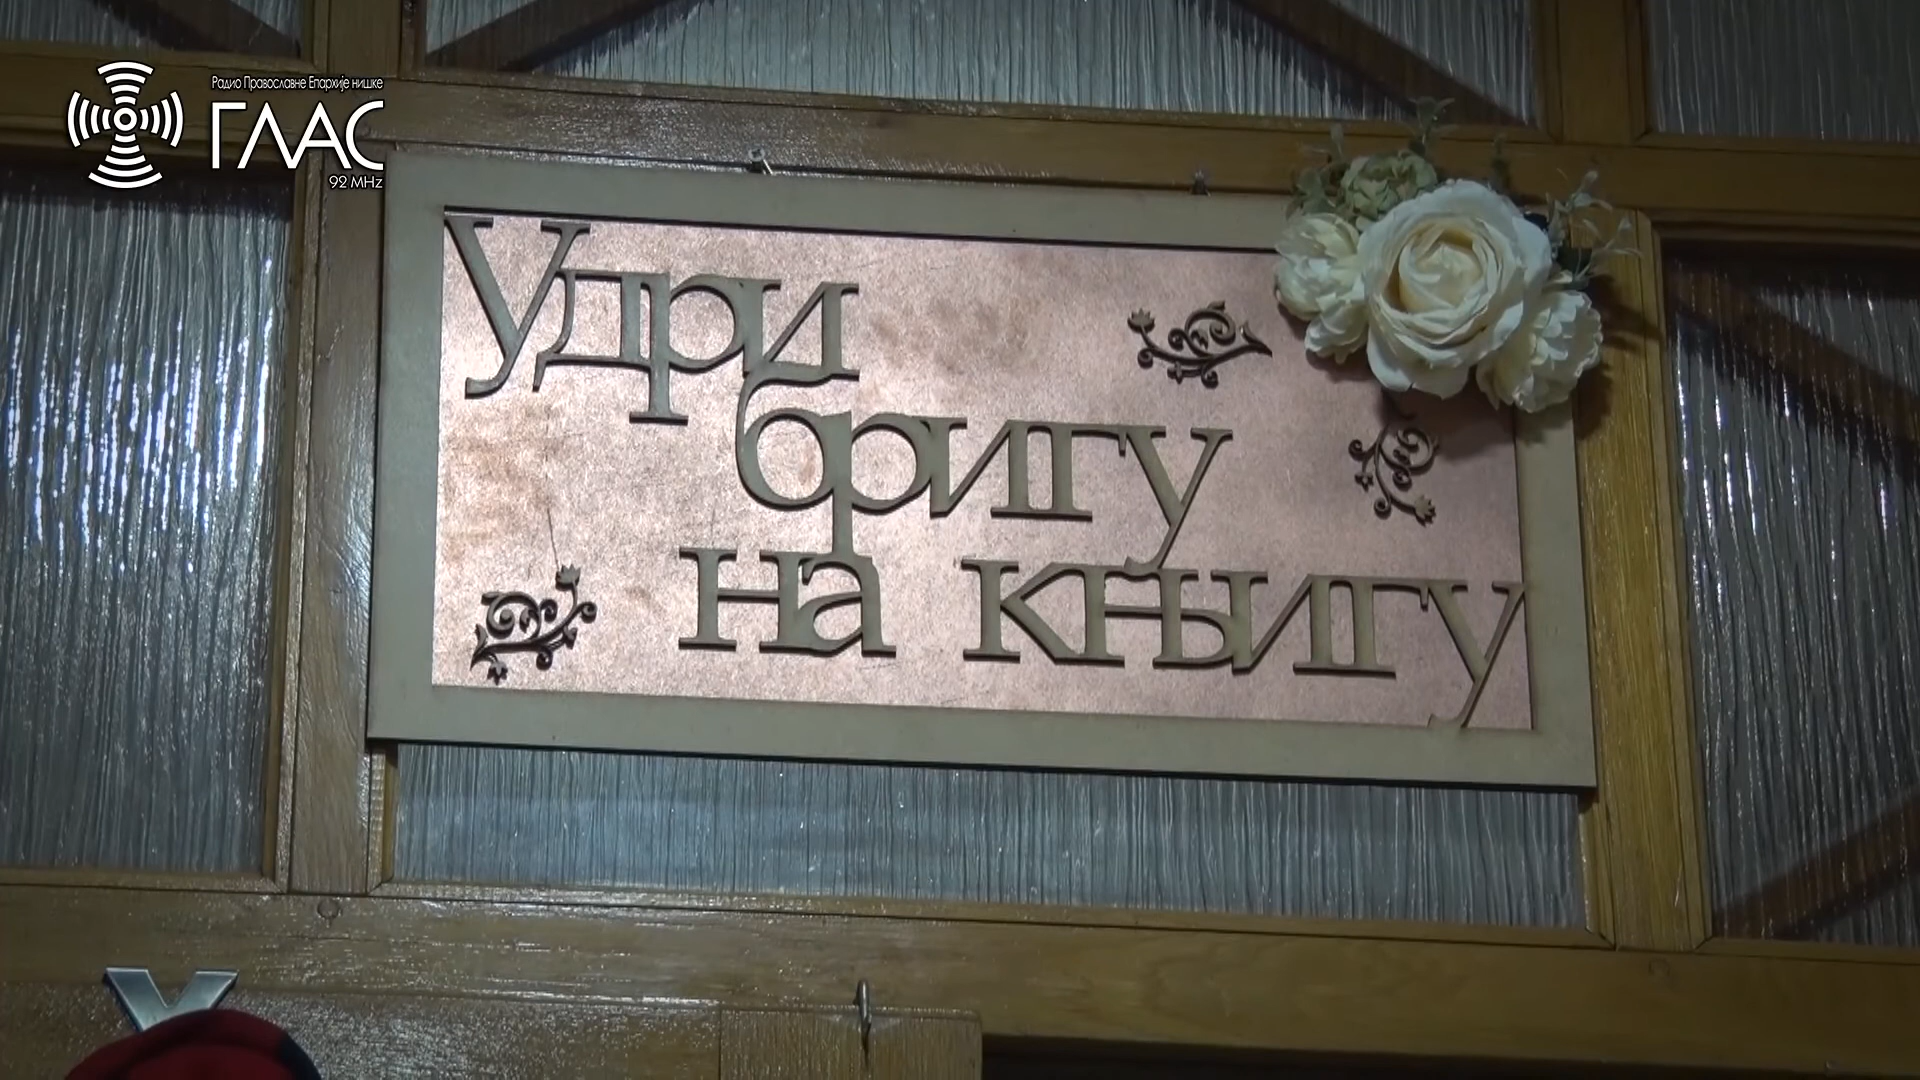 Радио Православне Епархије нишке
ГЛАС
92 MHz
Удри
бригу
на књигу